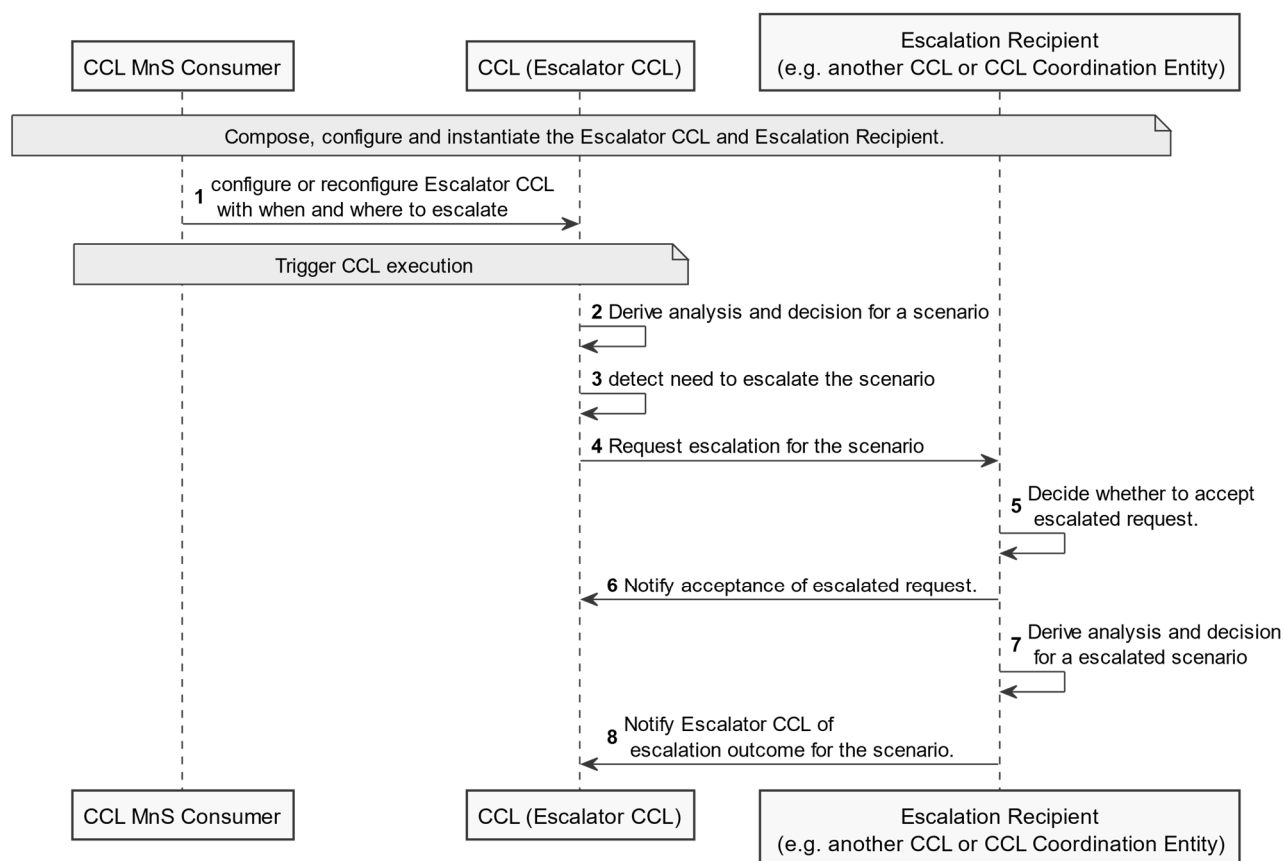 CCL MnS Consumer
CCL (Escalator CCL)
Escalation Recipient
(e.g. another CCL or CCL Coordination Entity)
Compose, configure and instantiate the Escalator CCL and Escalation Recipient.
1 configure or reconfigure Escalator CCL
with when and where to escalate
Trigger CCL execution
2 Derive analysis and decision for a scenario
3 detect need to escalate the scenario
4 Request escalation for the scenario
5 Decide whether to accept
escalated request.
6 Notify acceptance of escalated request.
7 Derive analysis and decision
for a escalated scenario
8 Notify Escalator CCL of
escalation outcome for the scenario.
CCL MnS Consumer
CCL (Escalator CCL)
Escalation Recipient
(e.g. another CCL or CCL Coordination Entity)